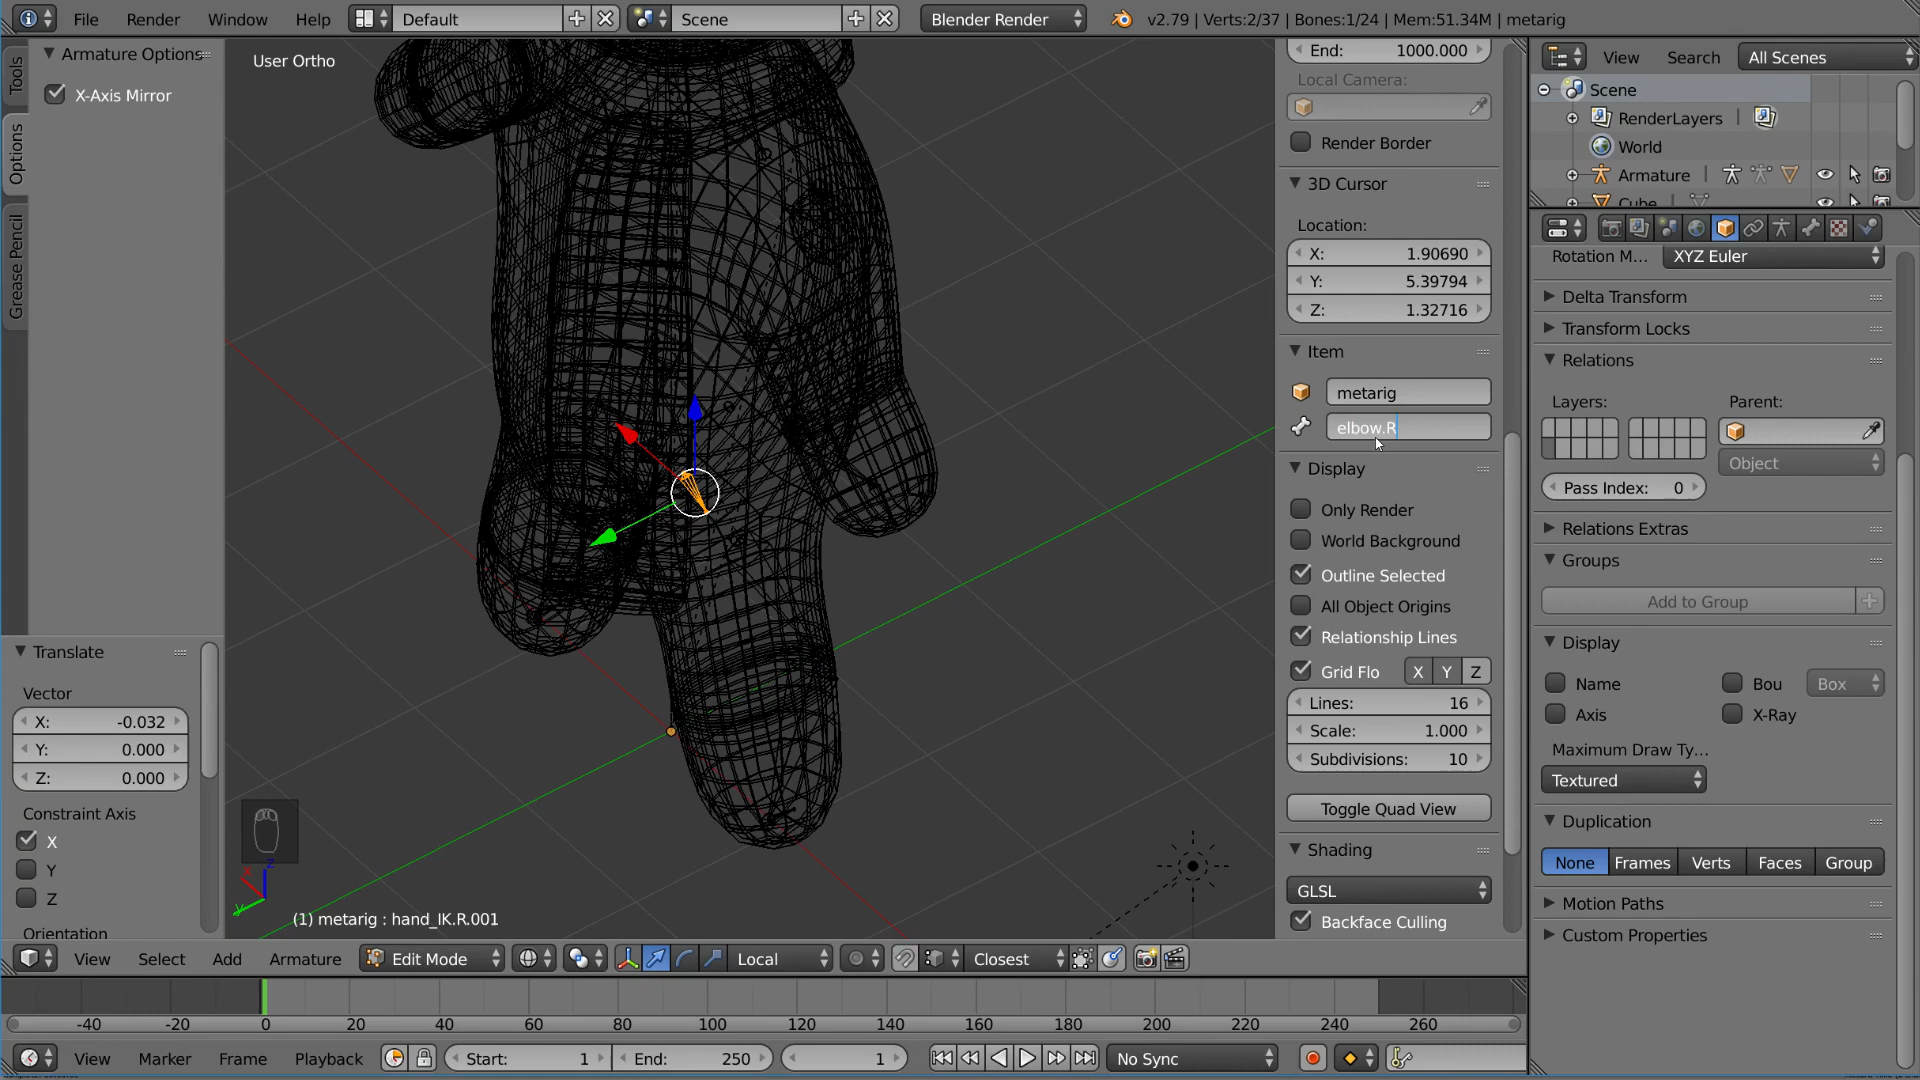 File Render Window Help Default Scene Blender Render v2.79 | Verts:2/37 | Bones:1/24 | Mem:51.34M | metarig
Tools
Options
Grease Pencil
Armature Options
X-Axis Mirror
Translate
Vector
X: -0.032
Y: 0.000
Z: 0.000
Constraint Axis
X
Y
Z
Orientation
User Ortho
(1) metarig : hand_IK.R.001
End: 1000.000
Local Camera:
Render Border
3D Cursor
Location:
X: 1.90690
Y: 5.39794
Z: 1.32716
Item
metarig
elbow.R
Display
Only Render
World Background
Outline Selected
All Object Origins
Relationship Lines
Grid Flo X Y Z
Lines: 16
Scale: 1.000
Subdivisions: 10
Toggle Quad View
Shading
GLSL
Backface Culling
View Search All Scenes
Scene
RenderLayers |
World
Armature |
Cube
Rotation M... XYZ Euler
Delta Transform
Transform Locks
Relations
Layers: Parent:
Object
Pass Index: 0
Relations Extras
Groups
Add to Group
Display
Name Bou Box
Axis X-Ray
Maximum Draw Ty...
Textured
Duplication
None Frames Verts Faces Group
Motion Paths
Custom Properties
View Select Add Armature Edit Mode Local Closest
-40 -20 0 20 40 60 80 100 120 140 160 180 200 220 240 260
View Marker Frame Playback Start: 1 End: 250 1 No Sync